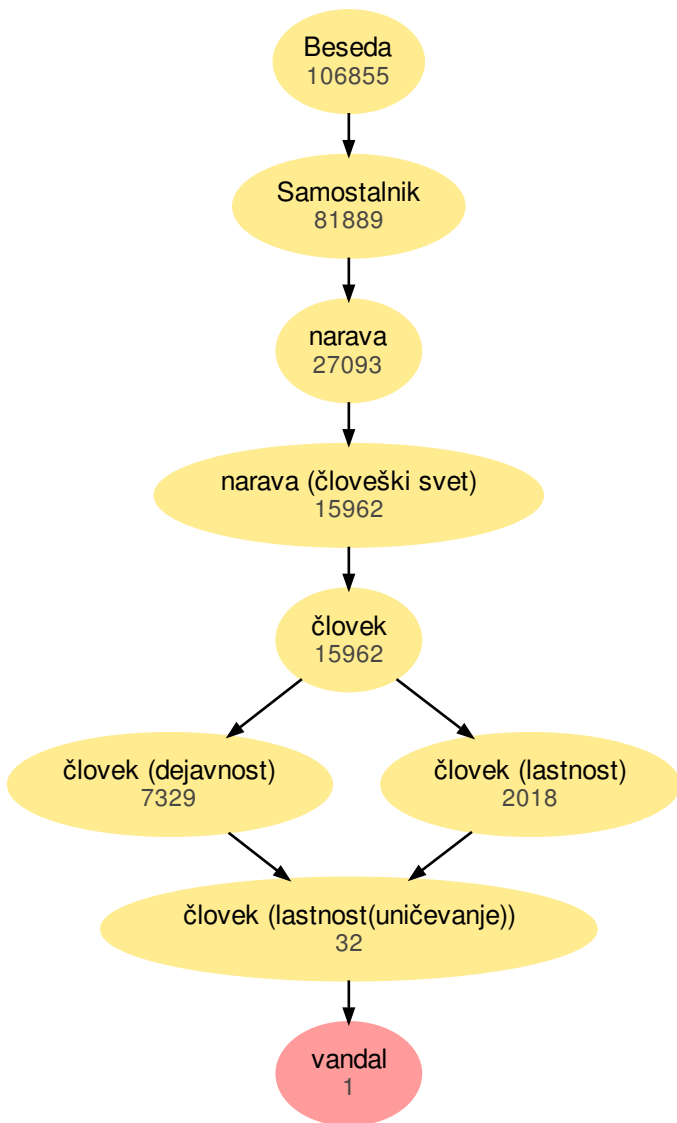 Beseda
106855
Samostalnik
81889
narava
27093
narava (človeški svet)
15962
človek
15962
človek (dejavnost)
7329
človek (lastnost)
2018
človek (lastnost(uničevanje))
32
vandal
1